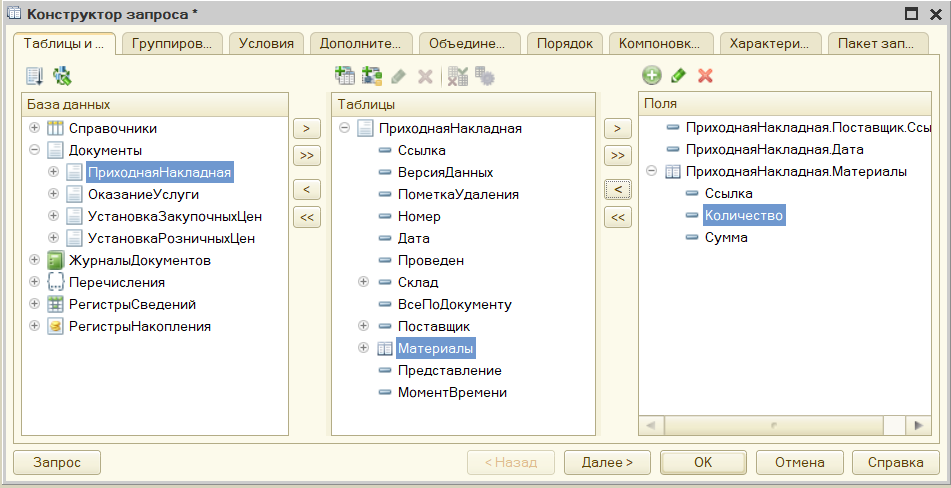 Конструктор запроса *
Таблицы и ...
Группиров...
Условия
Дополните...
Объедине...
Порядок
Компоновк...
Характери...
Пакет зап...
База данных
Справочники
Документы
ПриходнаяНакладная
ОказаниеУслуги
УстановкаЗакупочныхЦен
УстановкаРозничныхЦен
ЖурналыДокументов
Перечисления
РегистрыСведений
РегистрыНакопления
>
>>
<
<<
Таблицы
ПриходнаяНакладная
Ссылка
ВерсияДанных
ПометкаУдаления
Номер
Дата
Проведен
Склад
ВсеПоДокументу
Поставщик
Материалы
Представление
МоментВремени
>
>>
<
<<
Поля
ПриходнаяНакладная.Поставщик.Ссы
ПриходнаяНакладная.Дата
ПриходнаяНакладная.Материалы
Ссылка
Количество
Сумма
Запрос
< Назад
Далее >
ОК
Отмена
Справка